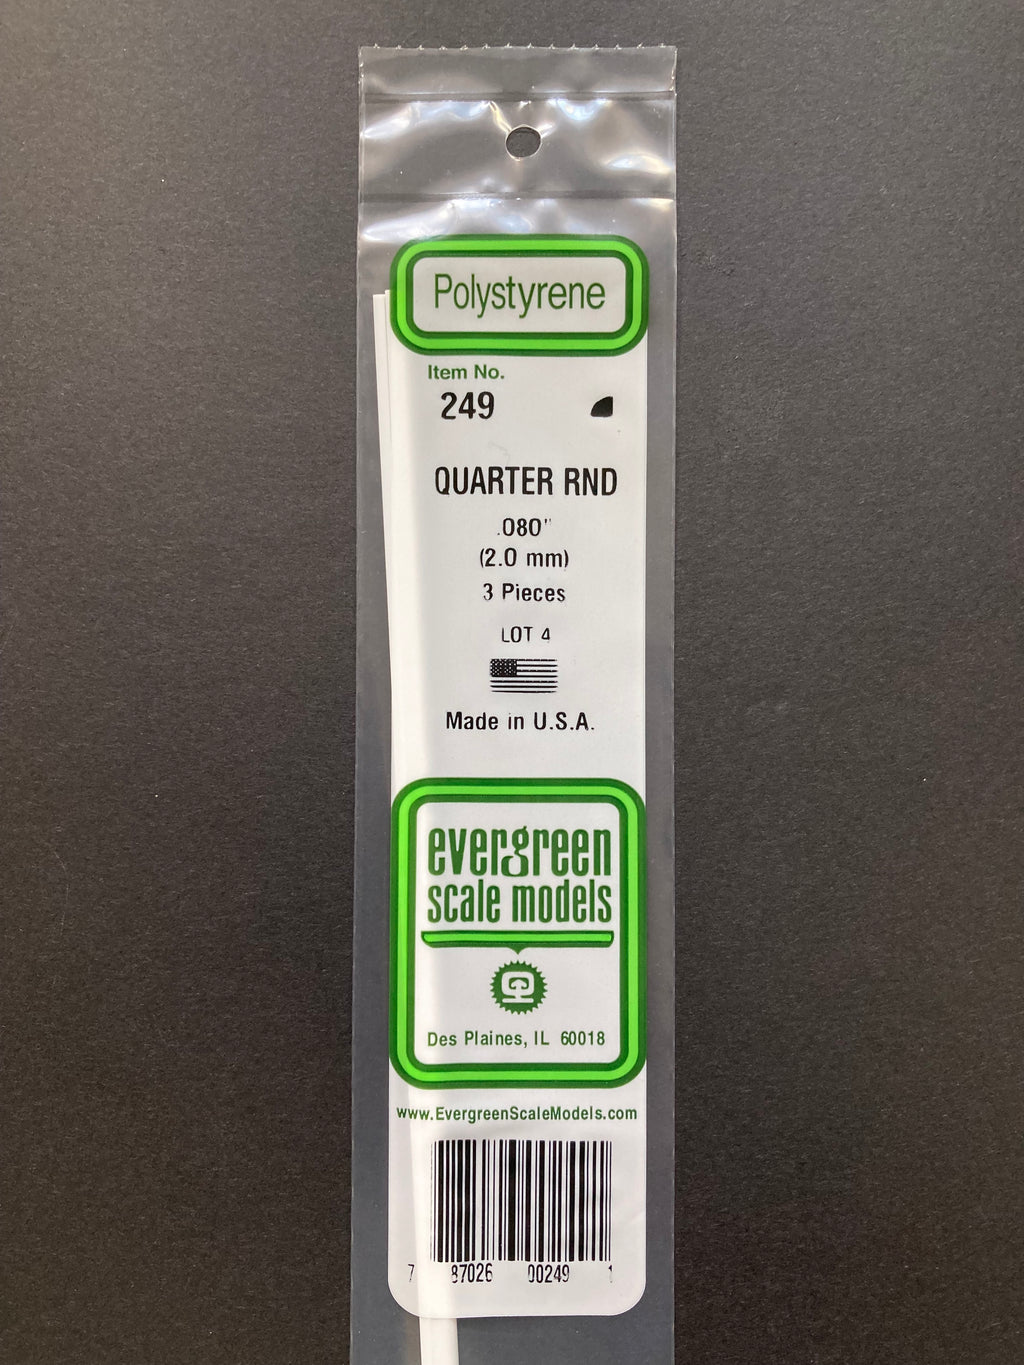 Polystyrene
Item No.
249
QUARTER RND
.080"
(2.0 mm)
3 Pieces
LOT 4
Made in U.S.A.
evergreen
scale models
Des Plaines, IL 60018
www.EvergreenScaleModels.com
7 87026 00249 1